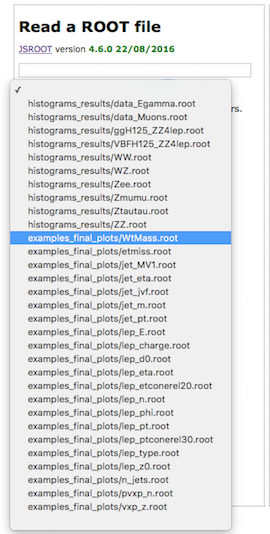 Read a ROOT file
JSROOT version 4.6.0 22/08/2016
rs.
✓
histograms_results/data_Egamma.root
histograms_results/data_Muons.root
histograms_results/ggH125_ZZ4lep.root
histograms_results/VBFH125_ZZ4lep.root
histograms_results/WW.root
histograms_results/WZ.root
histograms_results/Zee.root
histograms_results/Zmumu.root
histograms_results/Ztautau.root
histograms_results/ZZ.root
examples_final_plots/WtMass.root
examples_final_plots/etmiss.root
examples_final_plots/jet_MV1.root
examples_final_plots/jet_eta.root
examples_final_plots/jet_jvf.root
examples_final_plots/jet_m.root
examples_final_plots/jet_pt.root
examples_final_plots/lep_E.root
examples_final_plots/lep_charge.root
examples_final_plots/lep_d0.root
examples_final_plots/lep_eta.root
examples_final_plots/lep_etconerel20.root
examples_final_plots/lep_n.root
examples_final_plots/lep_phi.root
examples_final_plots/lep_pt.root
examples_final_plots/lep_ptconerel30.root
examples_final_plots/lep_type.root
examples_final_plots/lep_z0.root
examples_final_plots/n_jets.root
examples_final_plots/pvxp_n.root
examples_final_plots/vxp_z.root